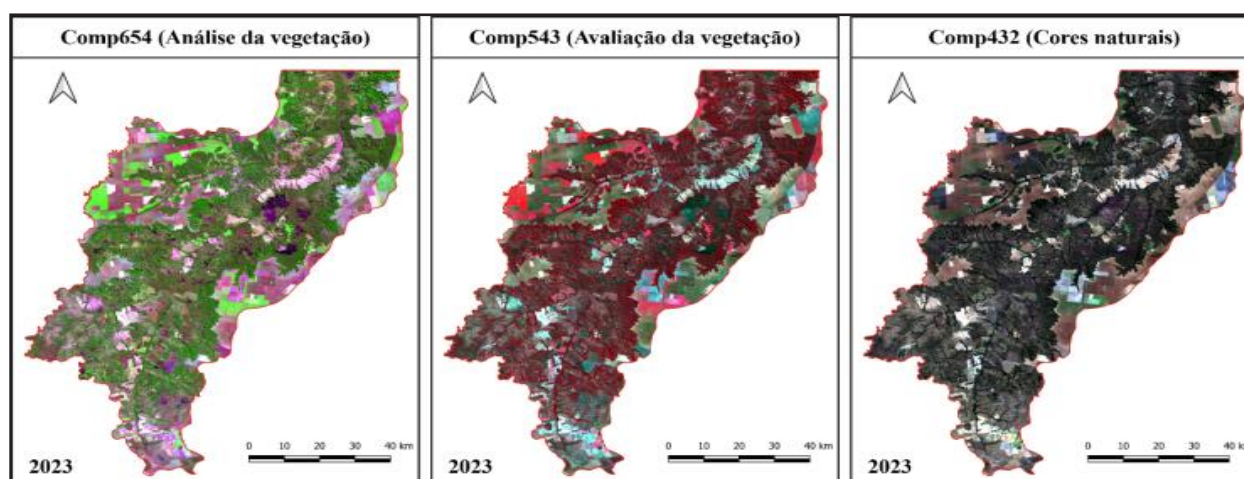 Comp654 (Análise da vegetação)
Comp543 (Avaliação da vegetação)
Comp432 (Cores naturais)
0 10 20 30 40 km
2023
0 10 20 30 40 km
2023
0 10 20 30 40 km
2023